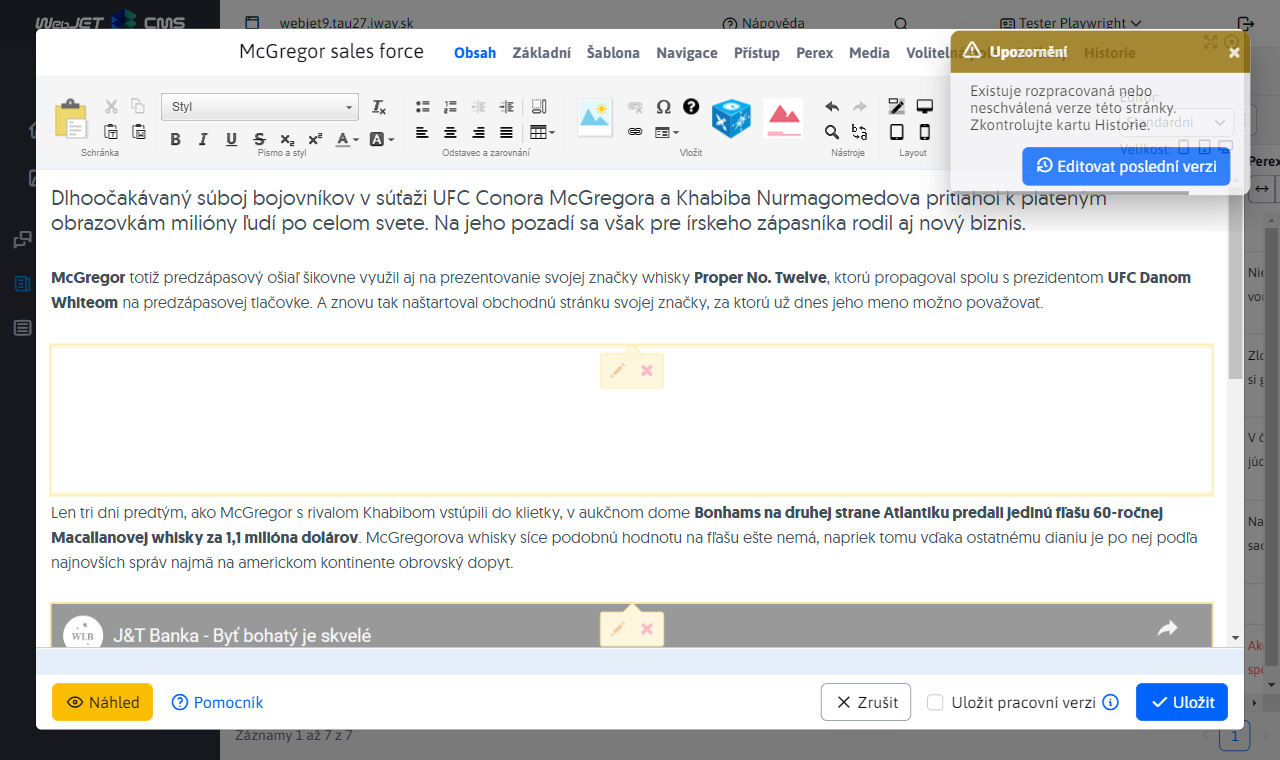 WebJET CMS
webjet9.tau27.iway.sk
Nápověda
Tester Playwright
McGregor sales force
Obsah
Základní
Šablona
Navigace
Přístup
Perex
Media
Historie
Upozornění
Existuje rozpracovaná nebo
neschválená verze této stránky.
Zkontrolujte kartu Historie.
Standardní
Velikost:
Editovat poslední verzi
Perex
Styl
Schránka
Písmo a styl
Odstavec a zarovnání
Vložit
Nástroje
Layout
Dlhoočakávaný súboj bojovníkov v súťaži UFC Conora McGregora a Khabiba Nurmagomedova pritiahol k plateným
obrazovkám milióny ľudí po celom svete. Na jeho pozadí sa však pre írskeho zápasníka rodil aj nový biznis.
McGregor totiž predzápasový ošiaľ šikovne využil aj na prezentovanie svojej značky whisky Proper No. Twelve, ktorú propagoval spolu s prezidentom UFC Danom
Whiteom na predzápasovej tlačovke. A znovu tak naštartoval obchodnú stránku svojej značky, za ktorú už dnes jeho meno možno považovať.
Len tri dni predtým, ako McGregor s rivalom Khabibom vstúpili do klietky, v aukčnom dome Bonhams na druhej strane Atlantiku predali jedinú fľašu 60-ročnej
Macallanovej whisky za 1,1 milióna dolárov. McGregorova whisky síce podobnú hodnotu na fľašu ešte nemá, napriek tomu vďaka ostatnému dianiu je po nej podľa
najnovších správ najmä na americkom kontinente obrovský dopyt.
WLB
J&T Banka - Byť bohatý je skvelé
Náhled
Pomocník
Zrušit
Uložit pracovní verzi
Uložit
Záznamy 1 až 7 z 7
1